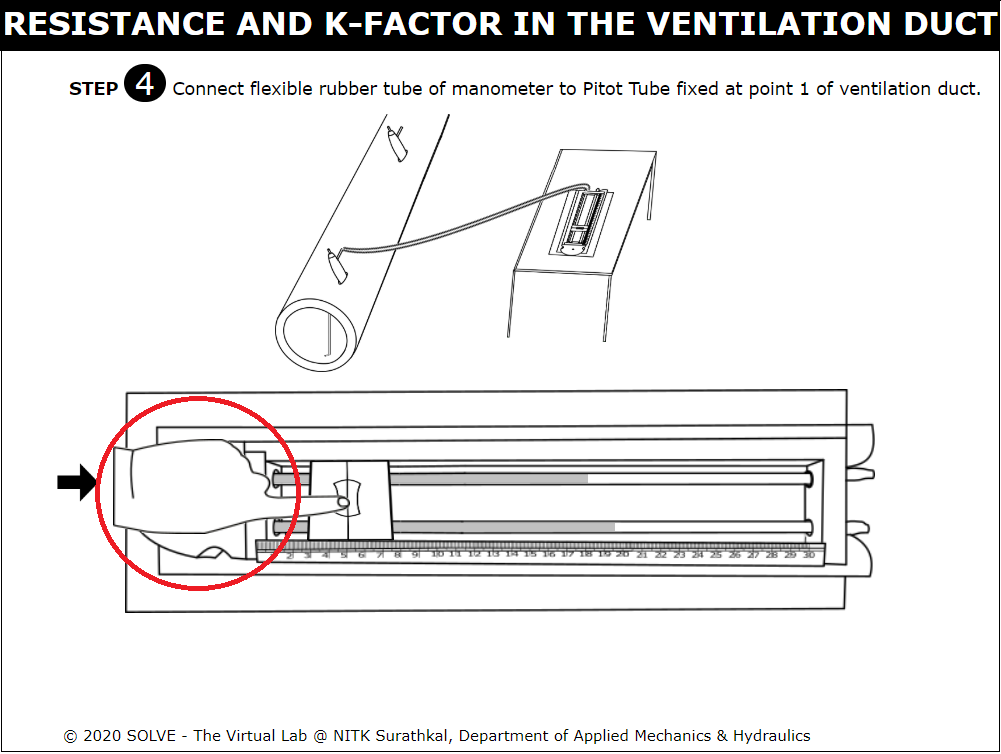 RESISTANCE AND K-FACTOR IN THE VENTILATION DUCT
STEP 4 Connect flexible rubber tube of manometer to Pitot Tube fixed at point 1 of ventilation duct.
2 3 4 5 6 7 8 9 10 11 12 13 14 15 16 17 18 19 20 21 22 23 24 25 26 27 28 29 30
© 2020 SOLVE - The Virtual Lab @ NITK Surathkal, Department of Applied Mechanics & Hydraulics